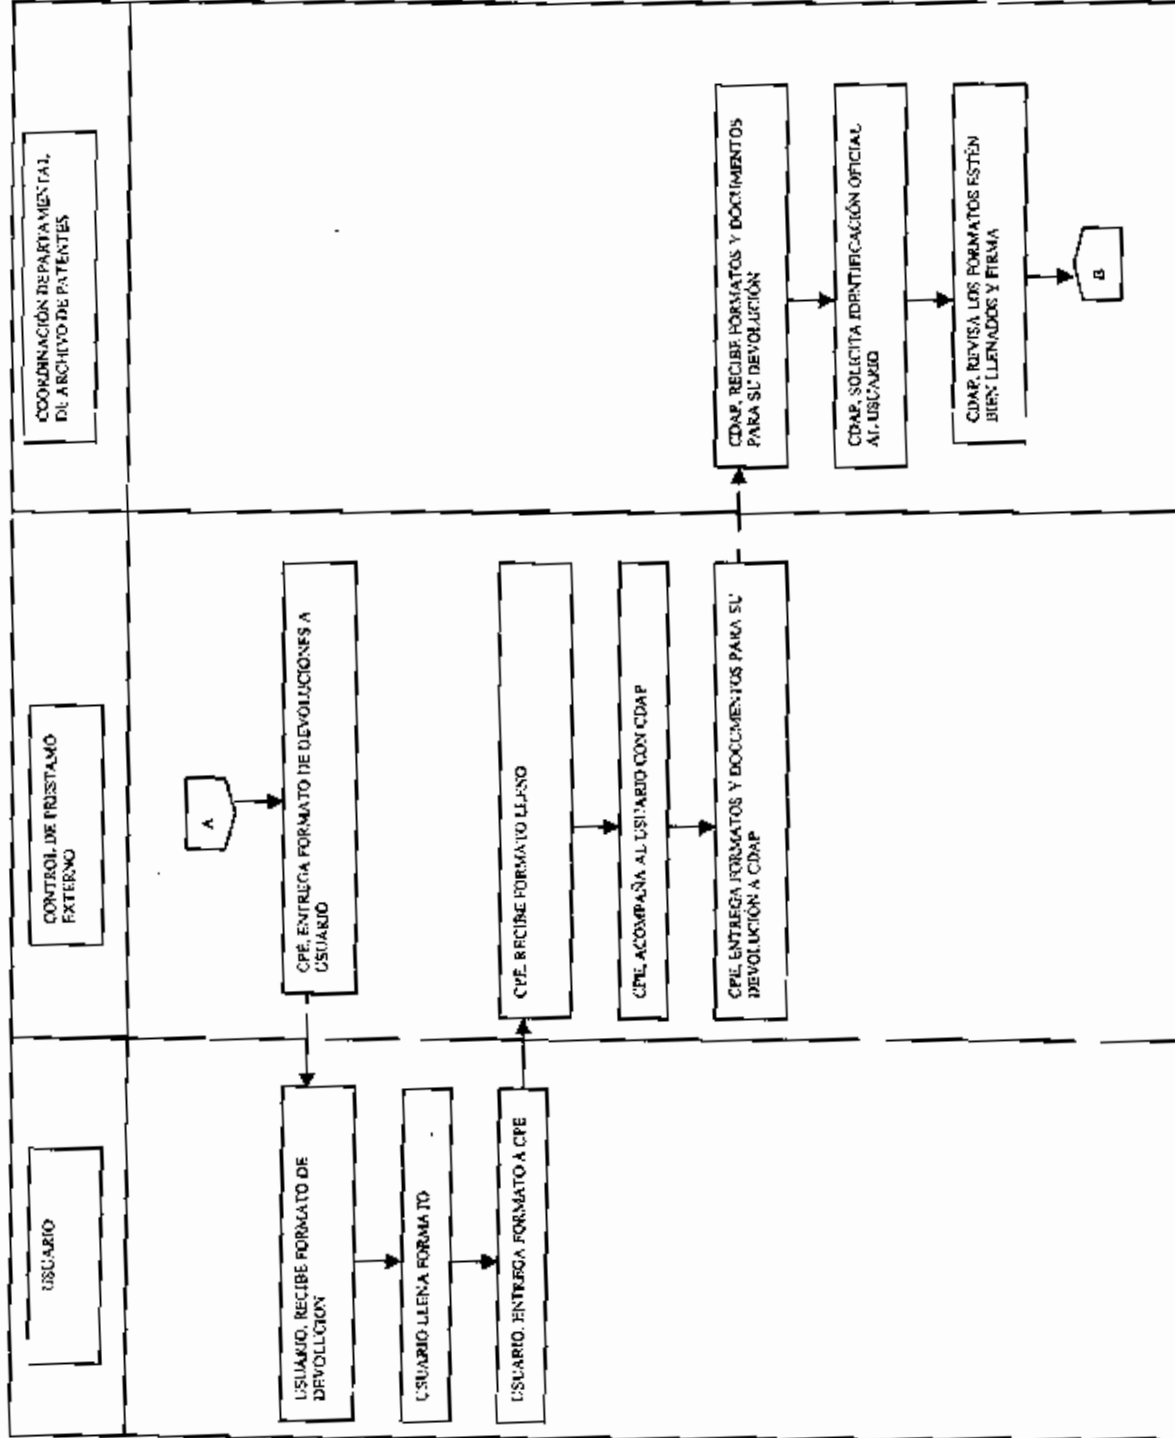 USUARIO
CONTROL DE PRESTAMO
EXTERNO
COORDINACIÓN DEPARTAMENTAL
DE ARCHIVO DE PATENTES
A
CPE, ENTREGA FORMATO DE DEVOLUCIONES A
USUARIO
USUARIO, RECIBE FORMATO DE
DEVOLUCION
USUARIO LLENA FORMATO
USUARIO, ENTREGA FORMATO A CPE
CPE, RECIBE FORMATO LLENO
CPE, ACOMPAÑA AL USUARIO CON CDAP
CPE, ENTREGA FORMATOS Y DOCUMENTOS PARA SU
DEVOLUCIÓN A CDAP
CDAP, RECIBE FORMATOS Y DOCUMENTOS
PARA SU DEVOLUCIÓN
CDAP, SOLICITA IDENTIFICACIÓN OFICIAL
AL USUARIO
CDAP, REVISA LOS FORMATOS ESTÉN
BIEN LLENADOS Y FIRMA
B